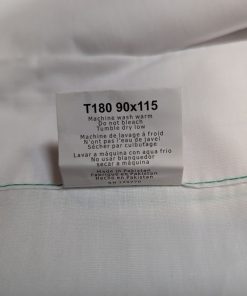 T180 90x115
Machine wash warm
Do not bleach
Tumble dry low
Machine de lavage à froid
N'ont pas l'eau de javel
Sécher par culbutage
Lavar a máquina con agua frío
No usar blanqueador
secar a máquina
Made in Pakistan
Fabriqué en Pakistan
Hecho en Pakistan